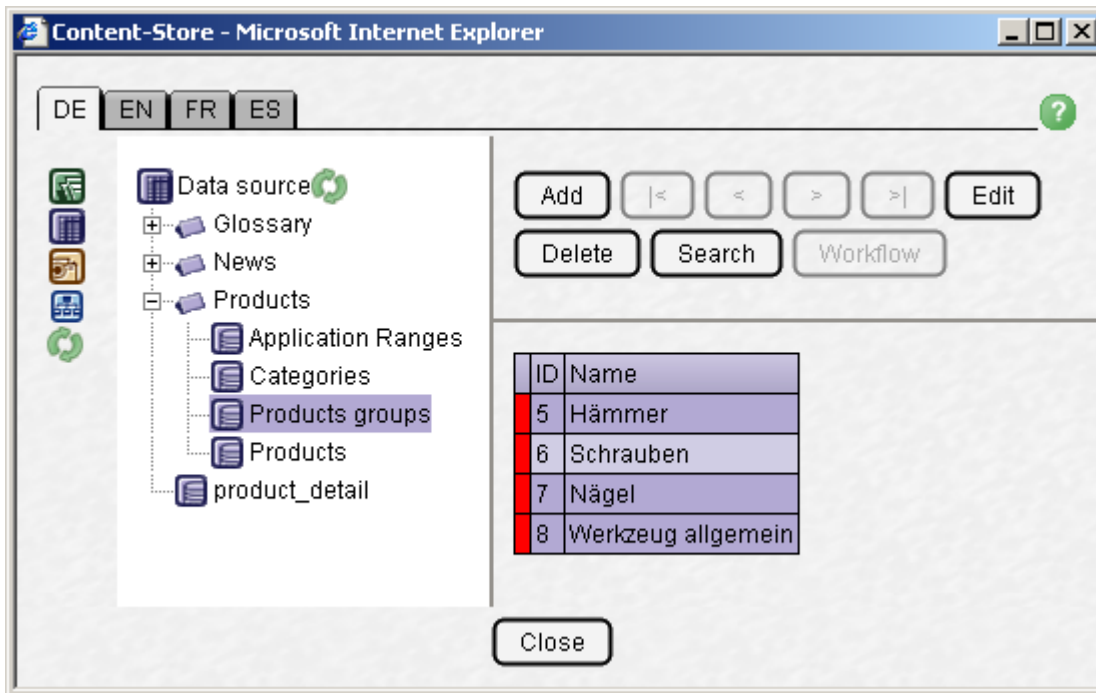 Content-Store - Microsoft Internet Explorer
DE EN FR ES
?
Data source
Glossary
News
Products
Application Ranges
Categories
Products groups
Products
product_detail
Add |< < > >| Edit
Delete Search Workflow
ID Name
5 Hämmer
6 Schrauben
7 Nägel
8 Werkzeug allgemein
Close